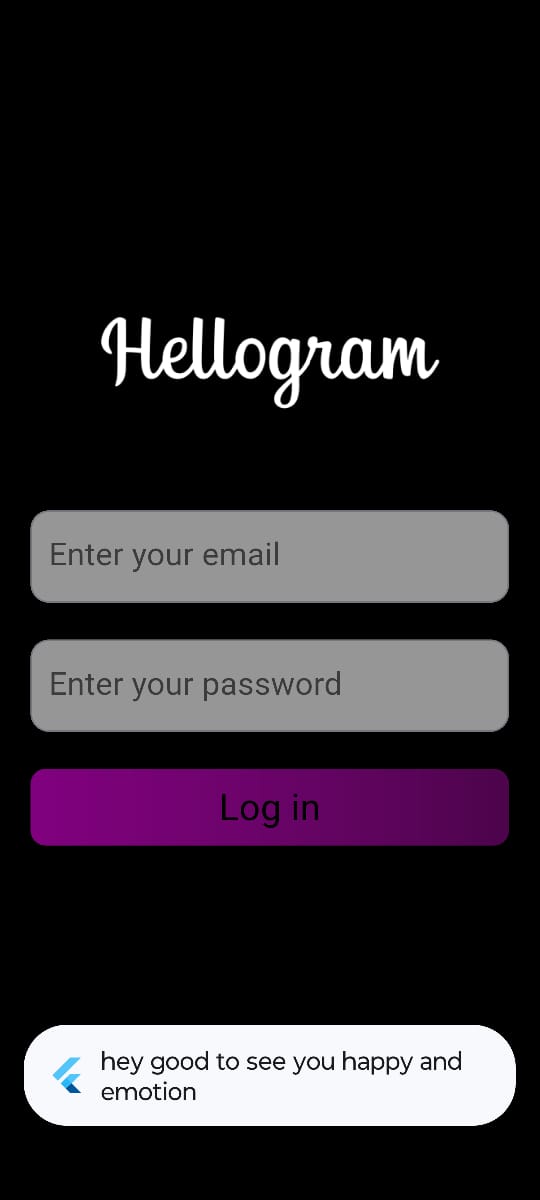 Hellogram
Enter your email
Enter your password
Log in
hey good to see you happy and
emotion